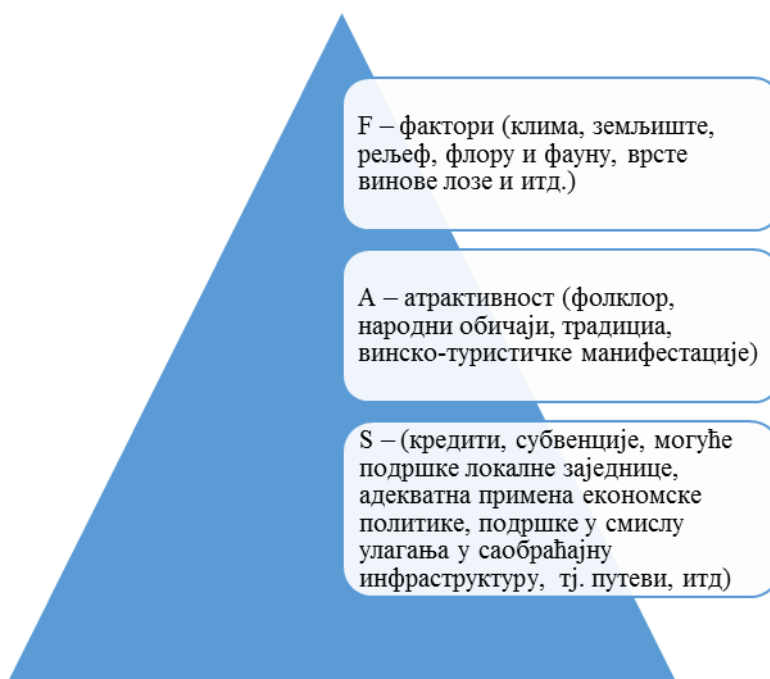 F – фактори (клима, земљиште,
рељеф, флору и фауну, врсте
винове лозе и итд.)
А – атрактивност (фолклор,
народни обичаји, традициа,
винско-туристичке манифестације)
S – (кредити, субвенције, могуће
подршке локалне заједнице,
адекватна примена економске
политике, подршке у смислу
улагања у саобраћајну
инфраструктуру, тј. путеви, итд)